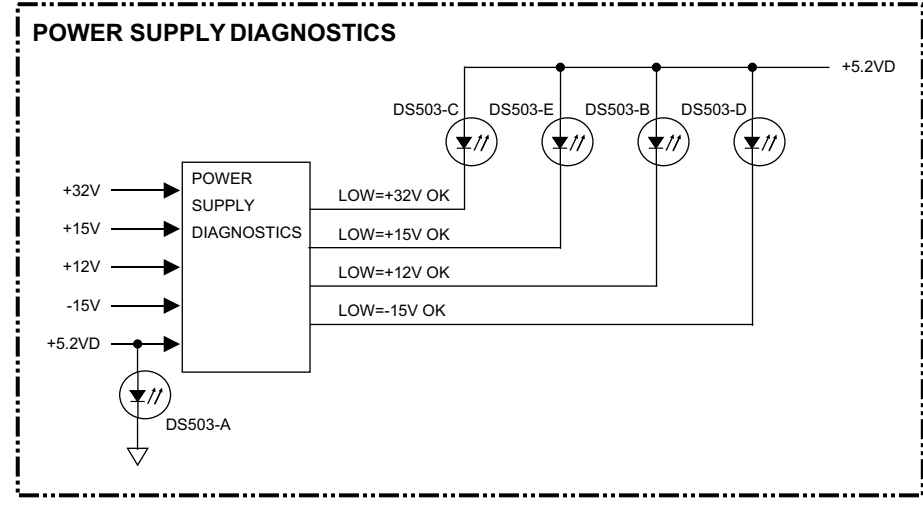 POWER SUPPLY DIAGNOSTICS
+5.2VD
DS503-C
DS503-E
DS503-B
DS503-D
+32V
+15V
+12V
-15V
+5.2VD
POWER
SUPPLY
DIAGNOSTICS
LOW=+32V OK
LOW=+15V OK
LOW=+12V OK
LOW=-15V OK
DS503-A